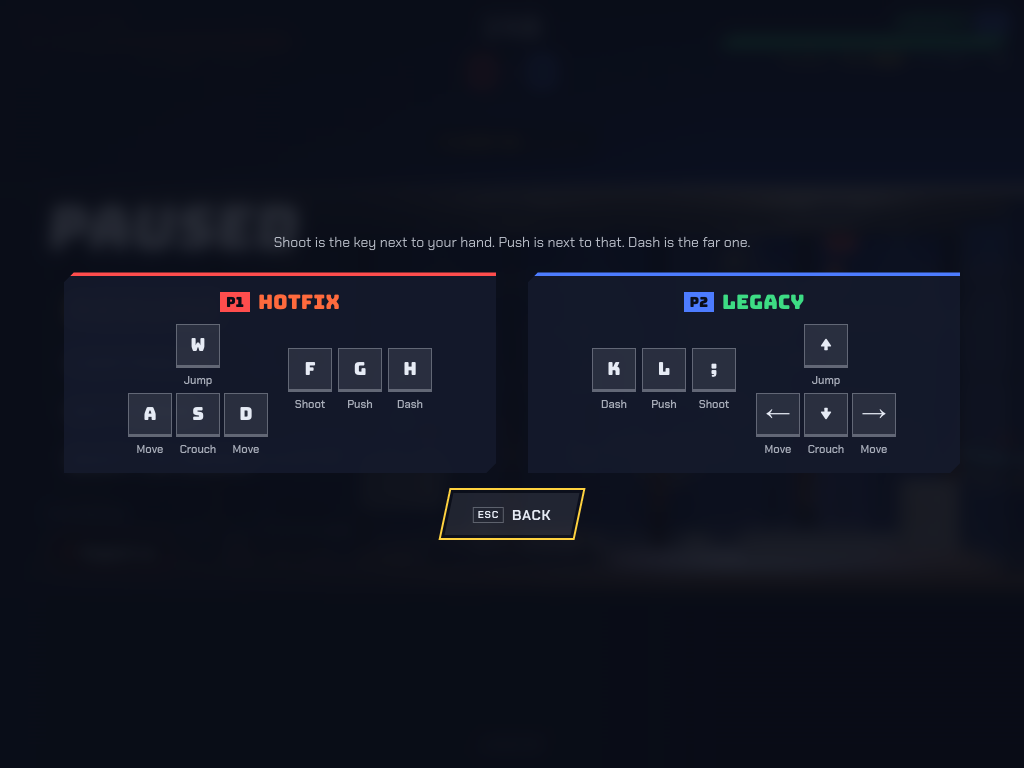 PAUSED
Shoot is the key next to your hand. Push is next to that. Dash is the far one.
P1 HOTFIX
W
Jump
F G H
Shoot Push Dash
A S D
Move Crouch Move
P2 LEGACY
↑
Jump
K L ;
Dash Push Shoot
← ↓ →
Move Crouch Move
ESC BACK